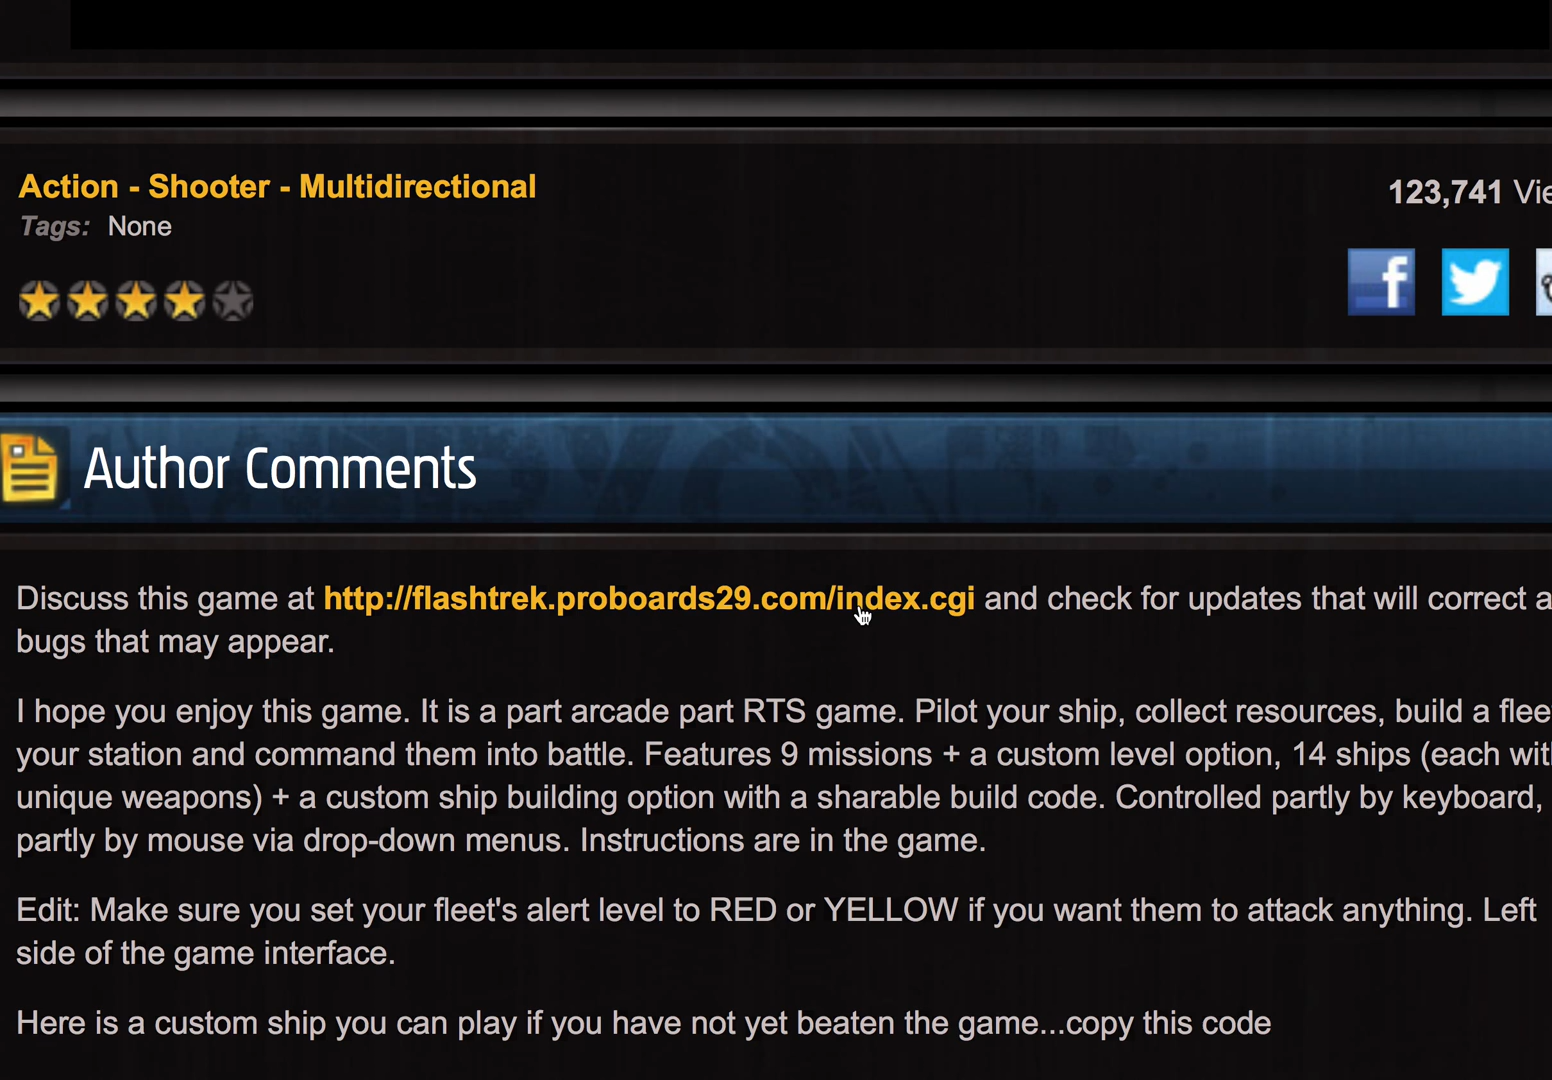 Action - Shooter - Multidirectional
123,741
Tags: None
Author Comments
Discuss this game at http://flashtrek.proboards29.com/index.cgi and check for updates that will correct
bugs that may appear.
I hope you enjoy this game. It is a part arcade part RTS game. Pilot your ship, collect resources, build a
your station and command them into battle. Features 9 missions + a custom level option, 14 ships (each
unique weapons) + a custom ship building option with a sharable build code. Controlled partly by keyboard,
partly by mouse via drop-down menus. Instructions are in the game.
Edit: Make sure you set your fleet's alert level to RED or YELLOW if you want them to attack anything. Left
side of the game interface.
Here is a custom ship you can play if you have not yet beaten the game...copy this code